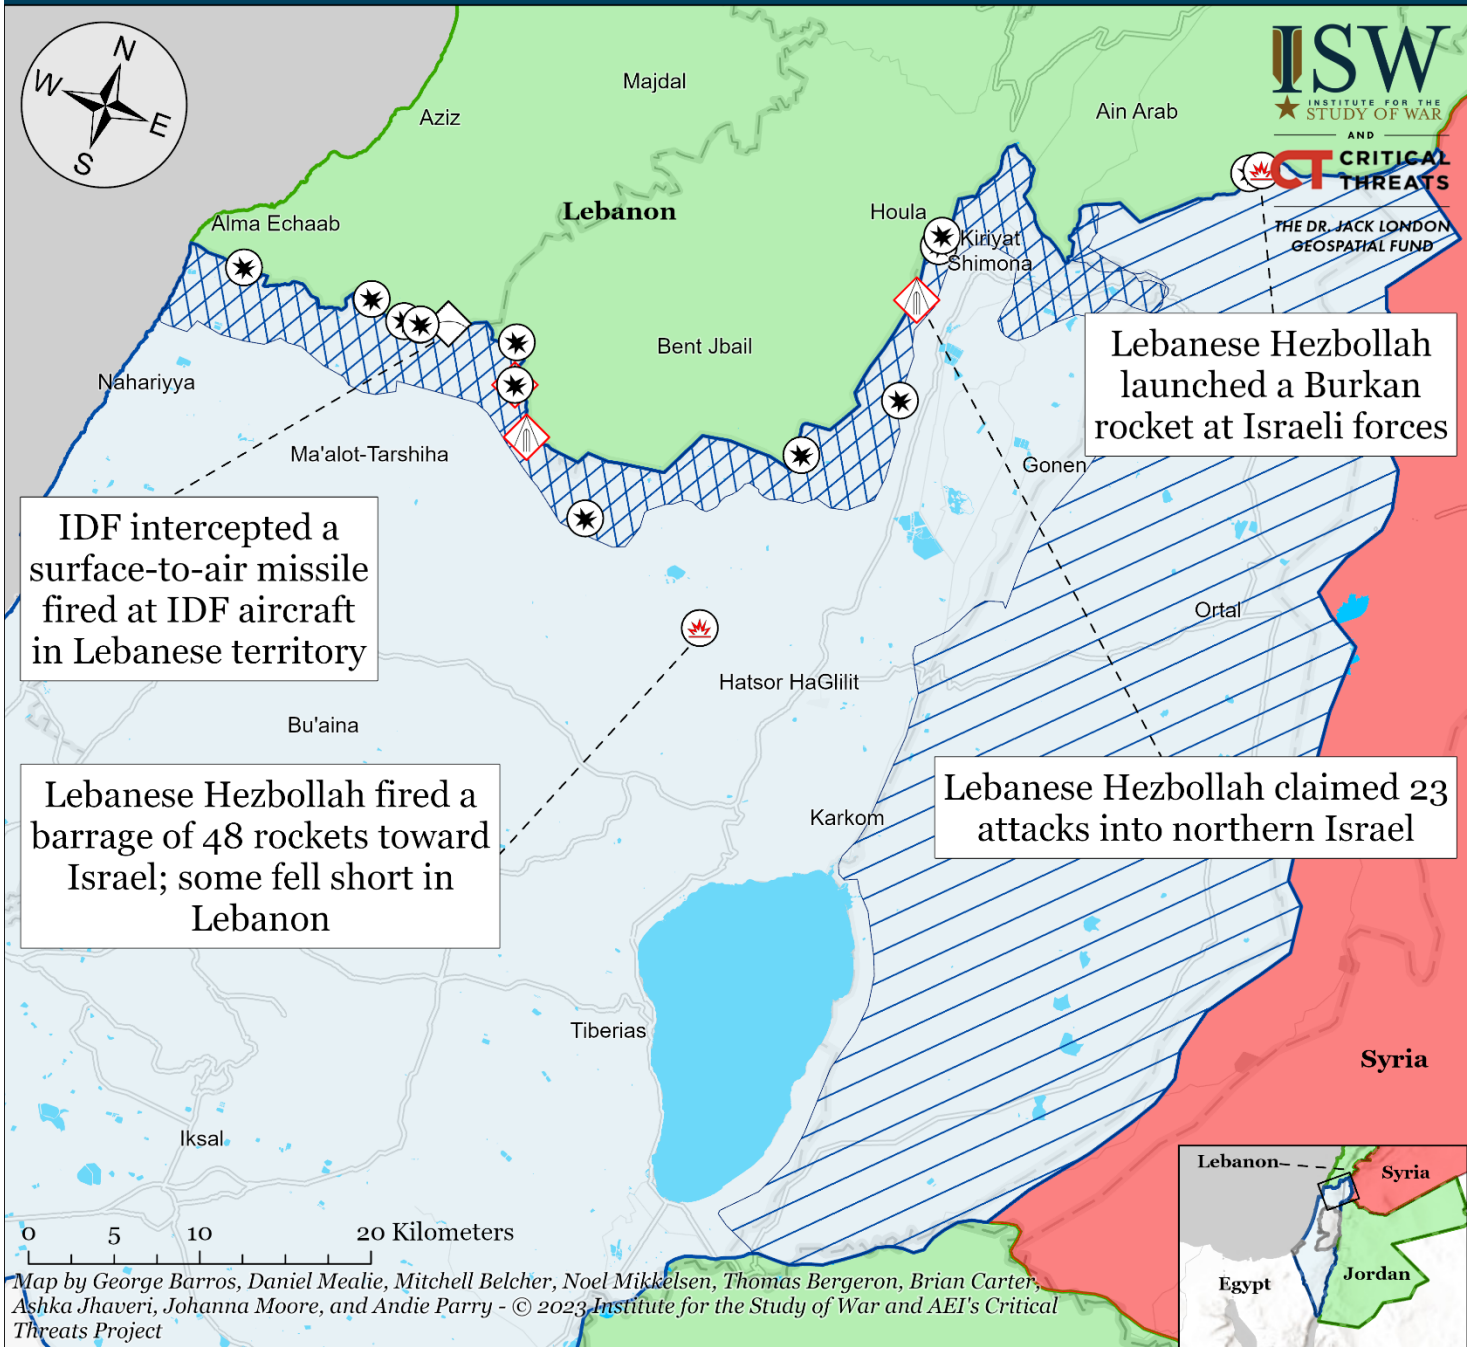 N
W
E
S
ISW
INSTITUTE FOR THE
STUDY OF WAR
AND
CT CRITICAL
THREATS
THE DR. JACK LONDON
GEOSPATIAL FUND
Majdal
Aziz
Ain Arab
Alma Echaab
Lebanon
Houla
Kiriyat
Shimona
Bent Jbail
Nahariyya
Ma'alot-Tarshiha
Gonen
Lebanese Hezbollah
launched a Burkan
rocket at Israeli forces
IDF intercepted a
surface-to-air missile
fired at IDF aircraft
in Lebanese territory
Ortal
Hatsor HaGlilit
Bu'aina
Lebanese Hezbollah fired a
barrage of 48 rockets toward
Israel; some fell short in
Lebanon
Karkom
Lebanese Hezbollah claimed 23
attacks into northern Israel
Tiberias
Syria
Iksal
Lebanon
Syria
Egypt
Jordan
0 5 10 20 Kilometers
Map by George Barros, Daniel Mealie, Mitchell Belcher, Noel Mikkelsen, Thomas Bergeron, Brian Carter,
Ashka Jhaveri, Johanna Moore, and Andie Parry - © 2023 Institute for the Study of War and AEI's Critical
Threats Project